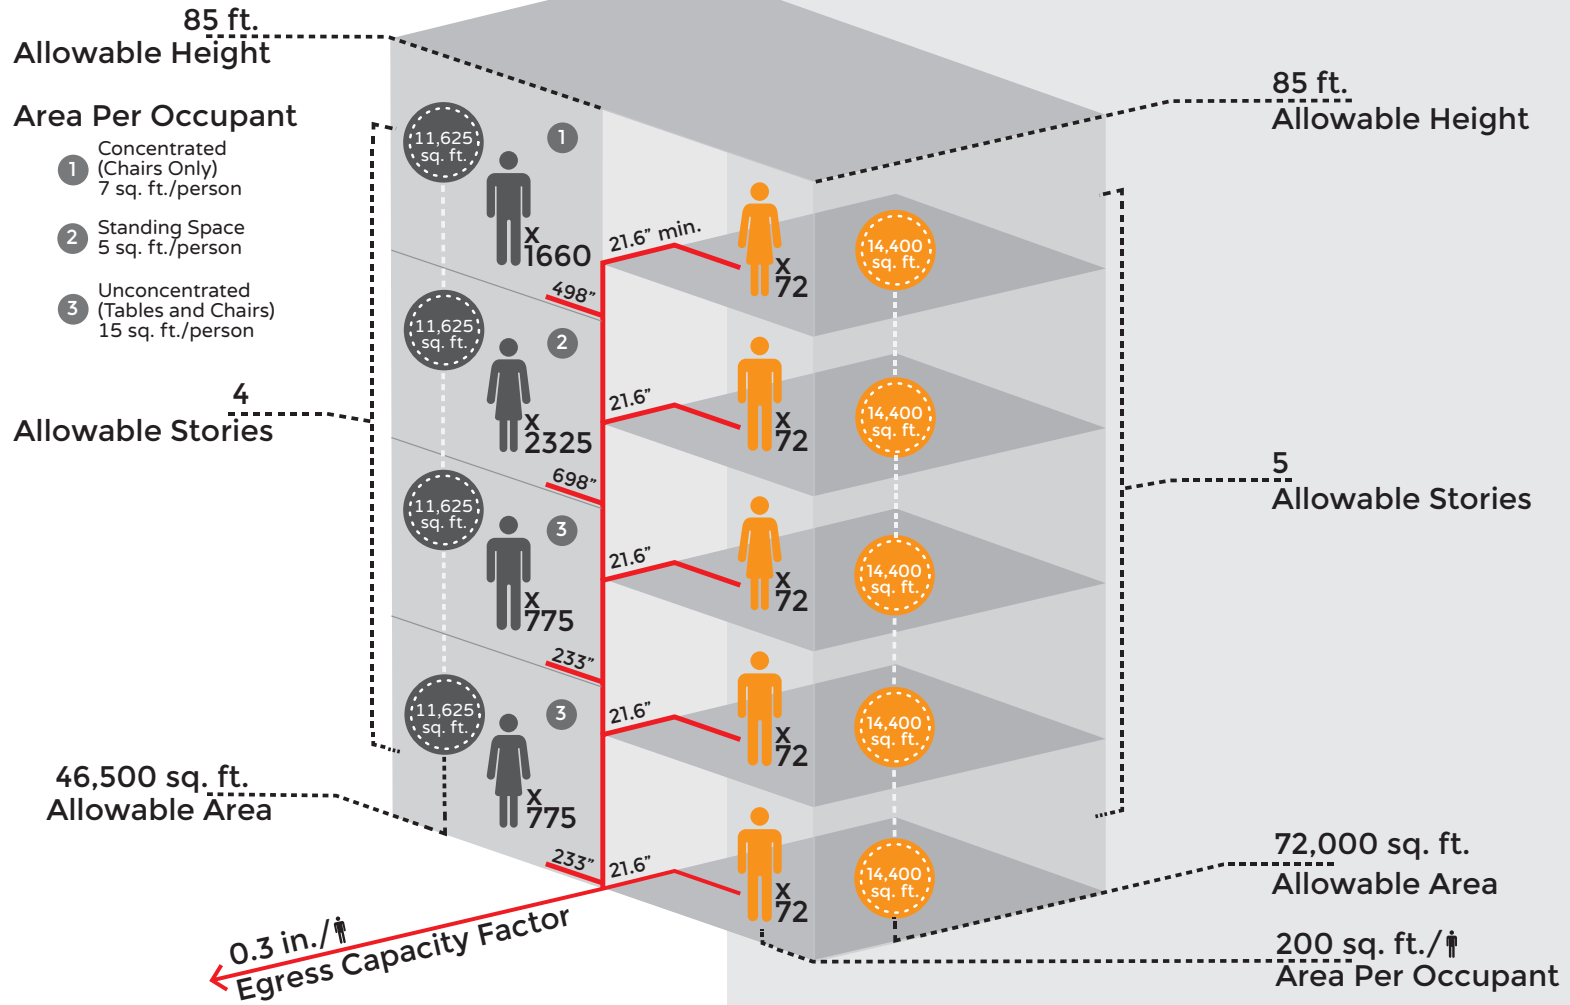 85 ft.
Allowable Height
Area Per Occupant
1
Concentrated
(Chairs Only)
7 sq. ft./person
2
Standing Space
5 sq. ft./person
3
Unconcentrated
(Tables and Chairs)
15 sq. ft./person
4
Allowable Stories
46,500 sq. ft.
Allowable Area
0.3 in./
Egress Capacity Factor
11,625
sq. ft.
1
x
1660
498”
11,625
sq. ft.
2
x
2325
698”
11,625
sq. ft.
3
x
775
233”
11,625
sq. ft.
3
x
775
233”
21.6” min.
x
72
14,400
sq. ft.
21.6”
x
72
14,400
sq. ft.
21.6”
x
72
14,400
sq. ft.
21.6”
x
72
14,400
sq. ft.
21.6”
x
72
14,400
sq. ft.
85 ft.
Allowable Height
5
Allowable Stories
72,000 sq. ft.
Allowable Area
200 sq. ft./
Area Per Occupant